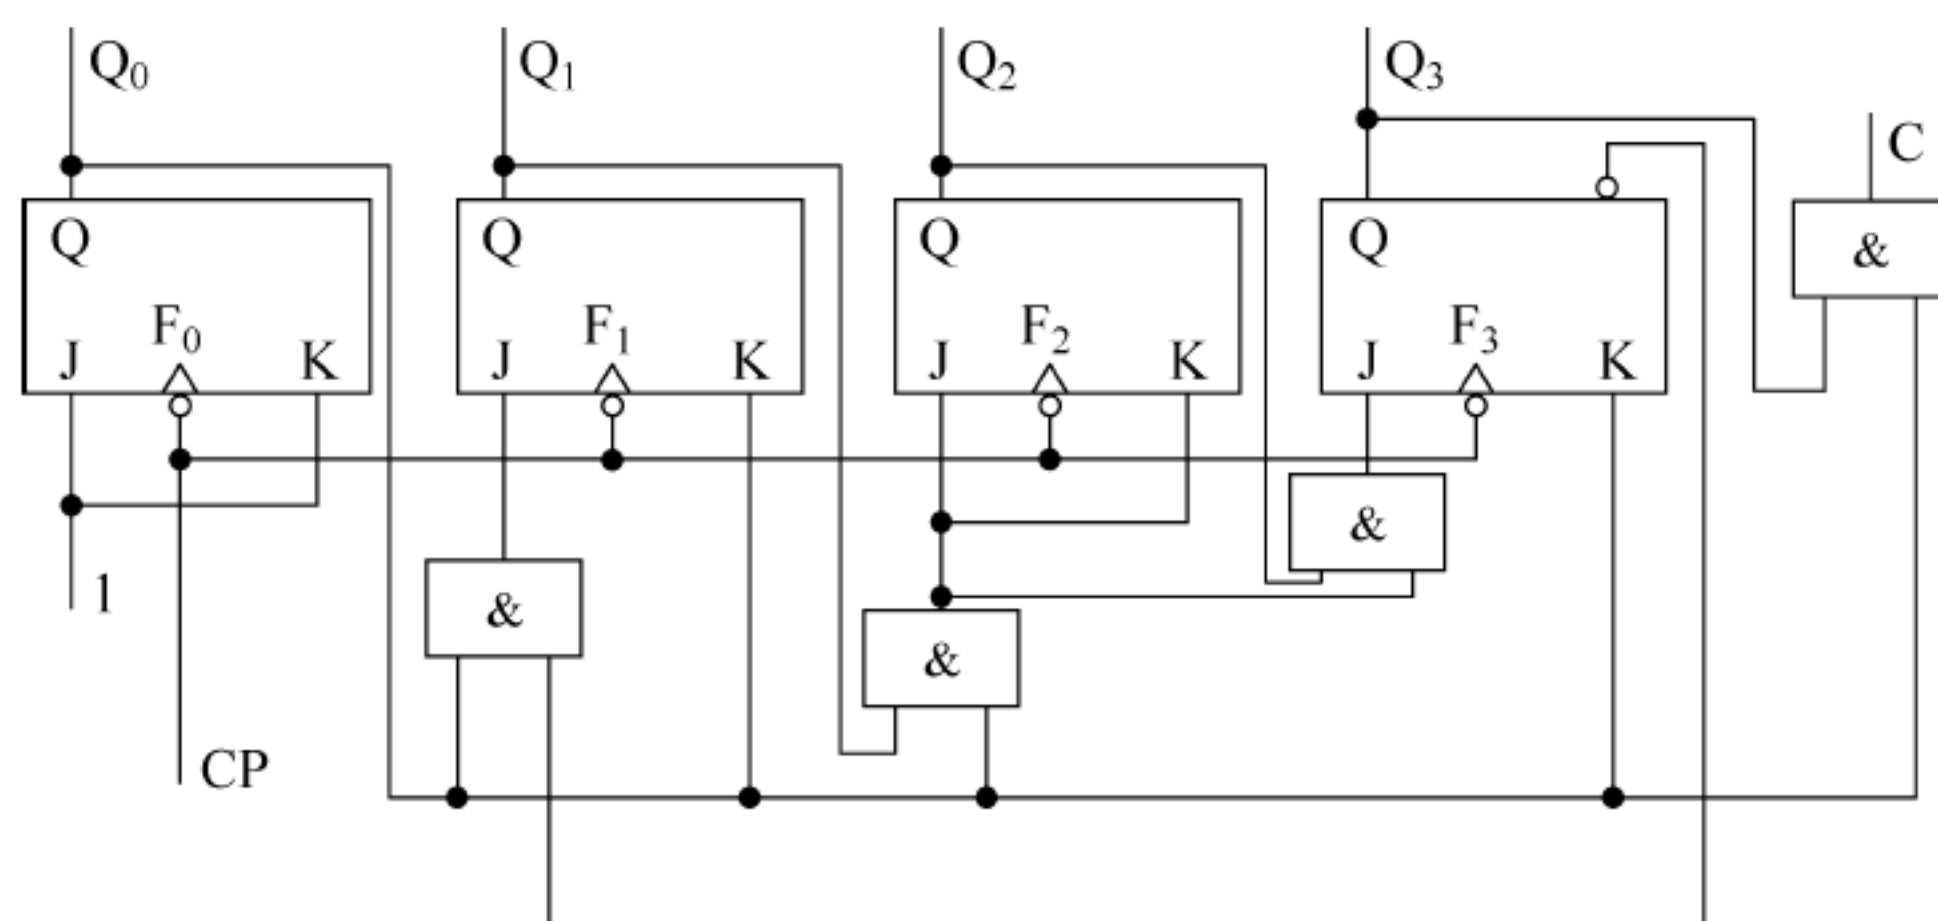 Q₀ Q₁ Q₂ Q₃
C
Q Q Q Q
&
F₀ F₁ F₂ F₃
J K J K J K J K
&
1 & &
CP